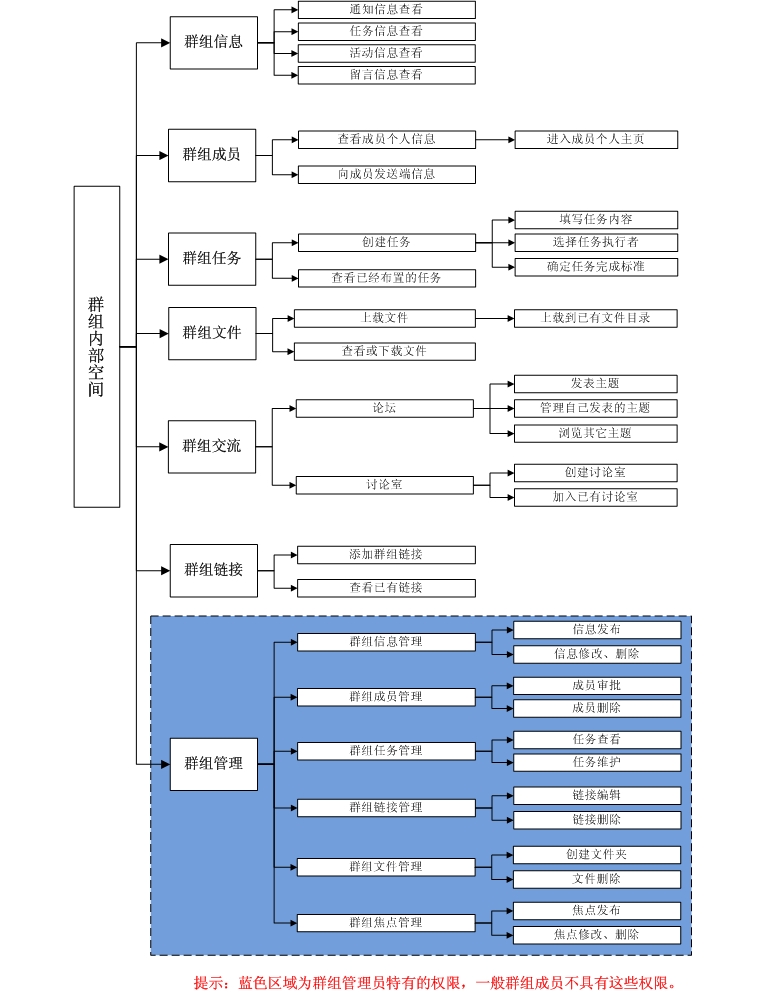 群组内部空间
群组信息
通知信息查看
任务信息查看
活动信息查看
留言信息查看
群组成员
查看成员个人信息
进入成员个人主页
向成员发送端信息
群组任务
创建任务
填写任务内容
选择任务执行者
确定任务完成标准
查看已经布置的任务
群组文件
上载文件
上载到已有文件目录
查看或下载文件
群组交流
论坛
发表主题
管理自己发表的主题
浏览其它主题
讨论室
创建讨论室
加入已有讨论室
群组链接
添加群组链接
查看已有链接
群组管理
群组信息管理
信息发布
信息修改、删除
群组成员管理
成员审批
成员删除
群组任务管理
任务查看
任务维护
群组链接管理
链接编辑
链接删除
群组文件管理
创建文件夹
文件删除
群组焦点管理
焦点发布
焦点修改、删除
提示：蓝色区域为群组管理员特有的权限，一般群组成员不具有这些权限。